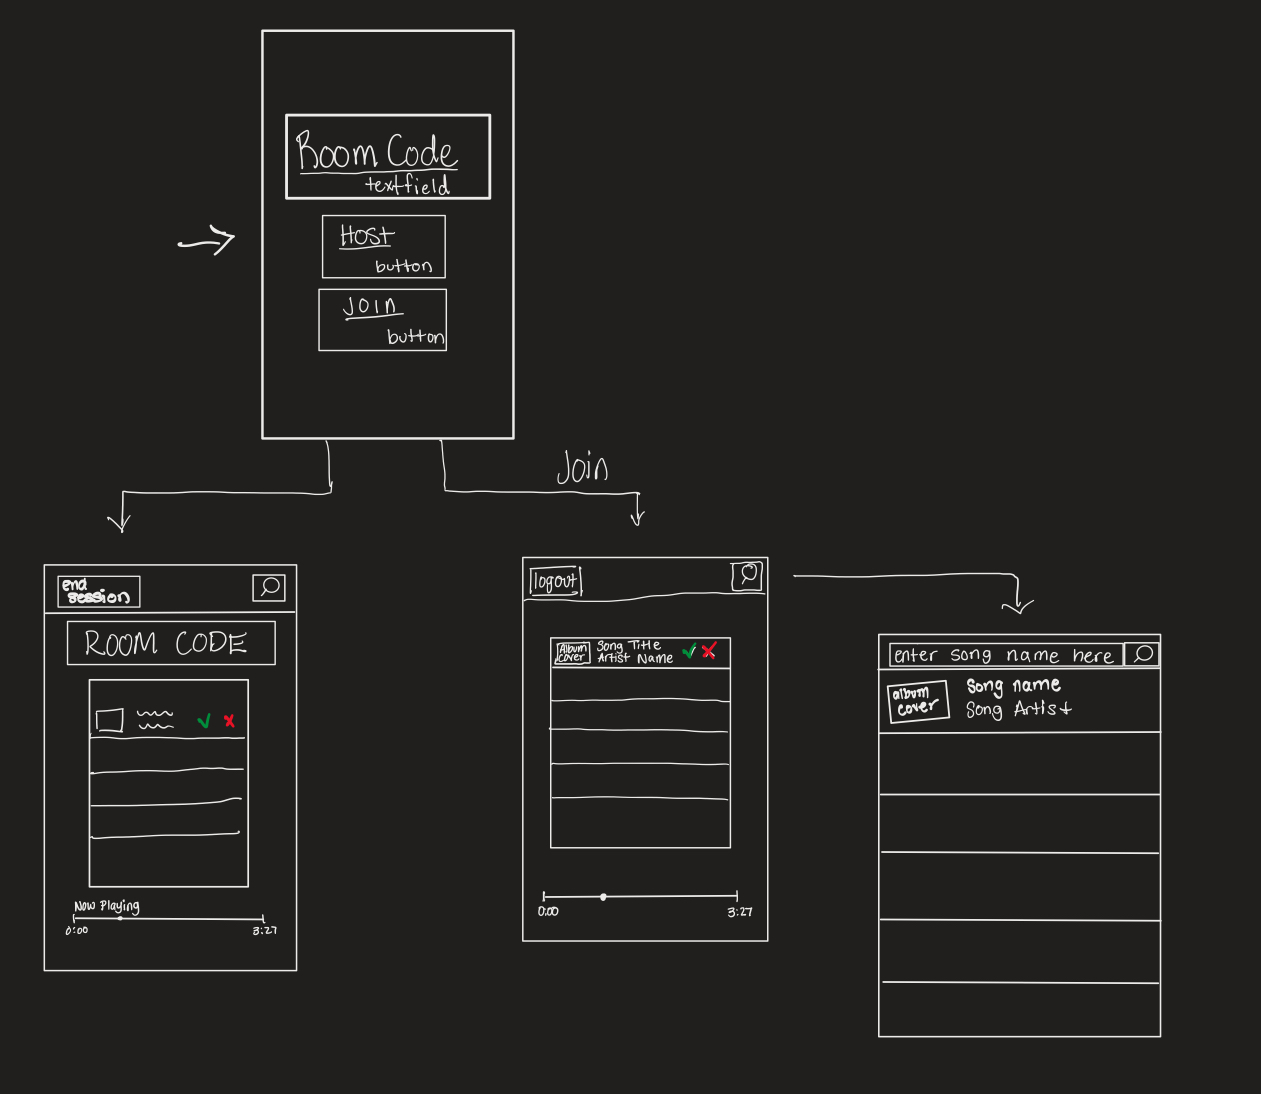 Room Code
textfield
HOST
button
JOIN
button
Join
end
session
ROOM CODE
Now Playing
0:00
3:27
logout
Album
cover
Song Title
Artist Name
0:00
3:27
enter song name here
album
cover
Song name
Song Artist